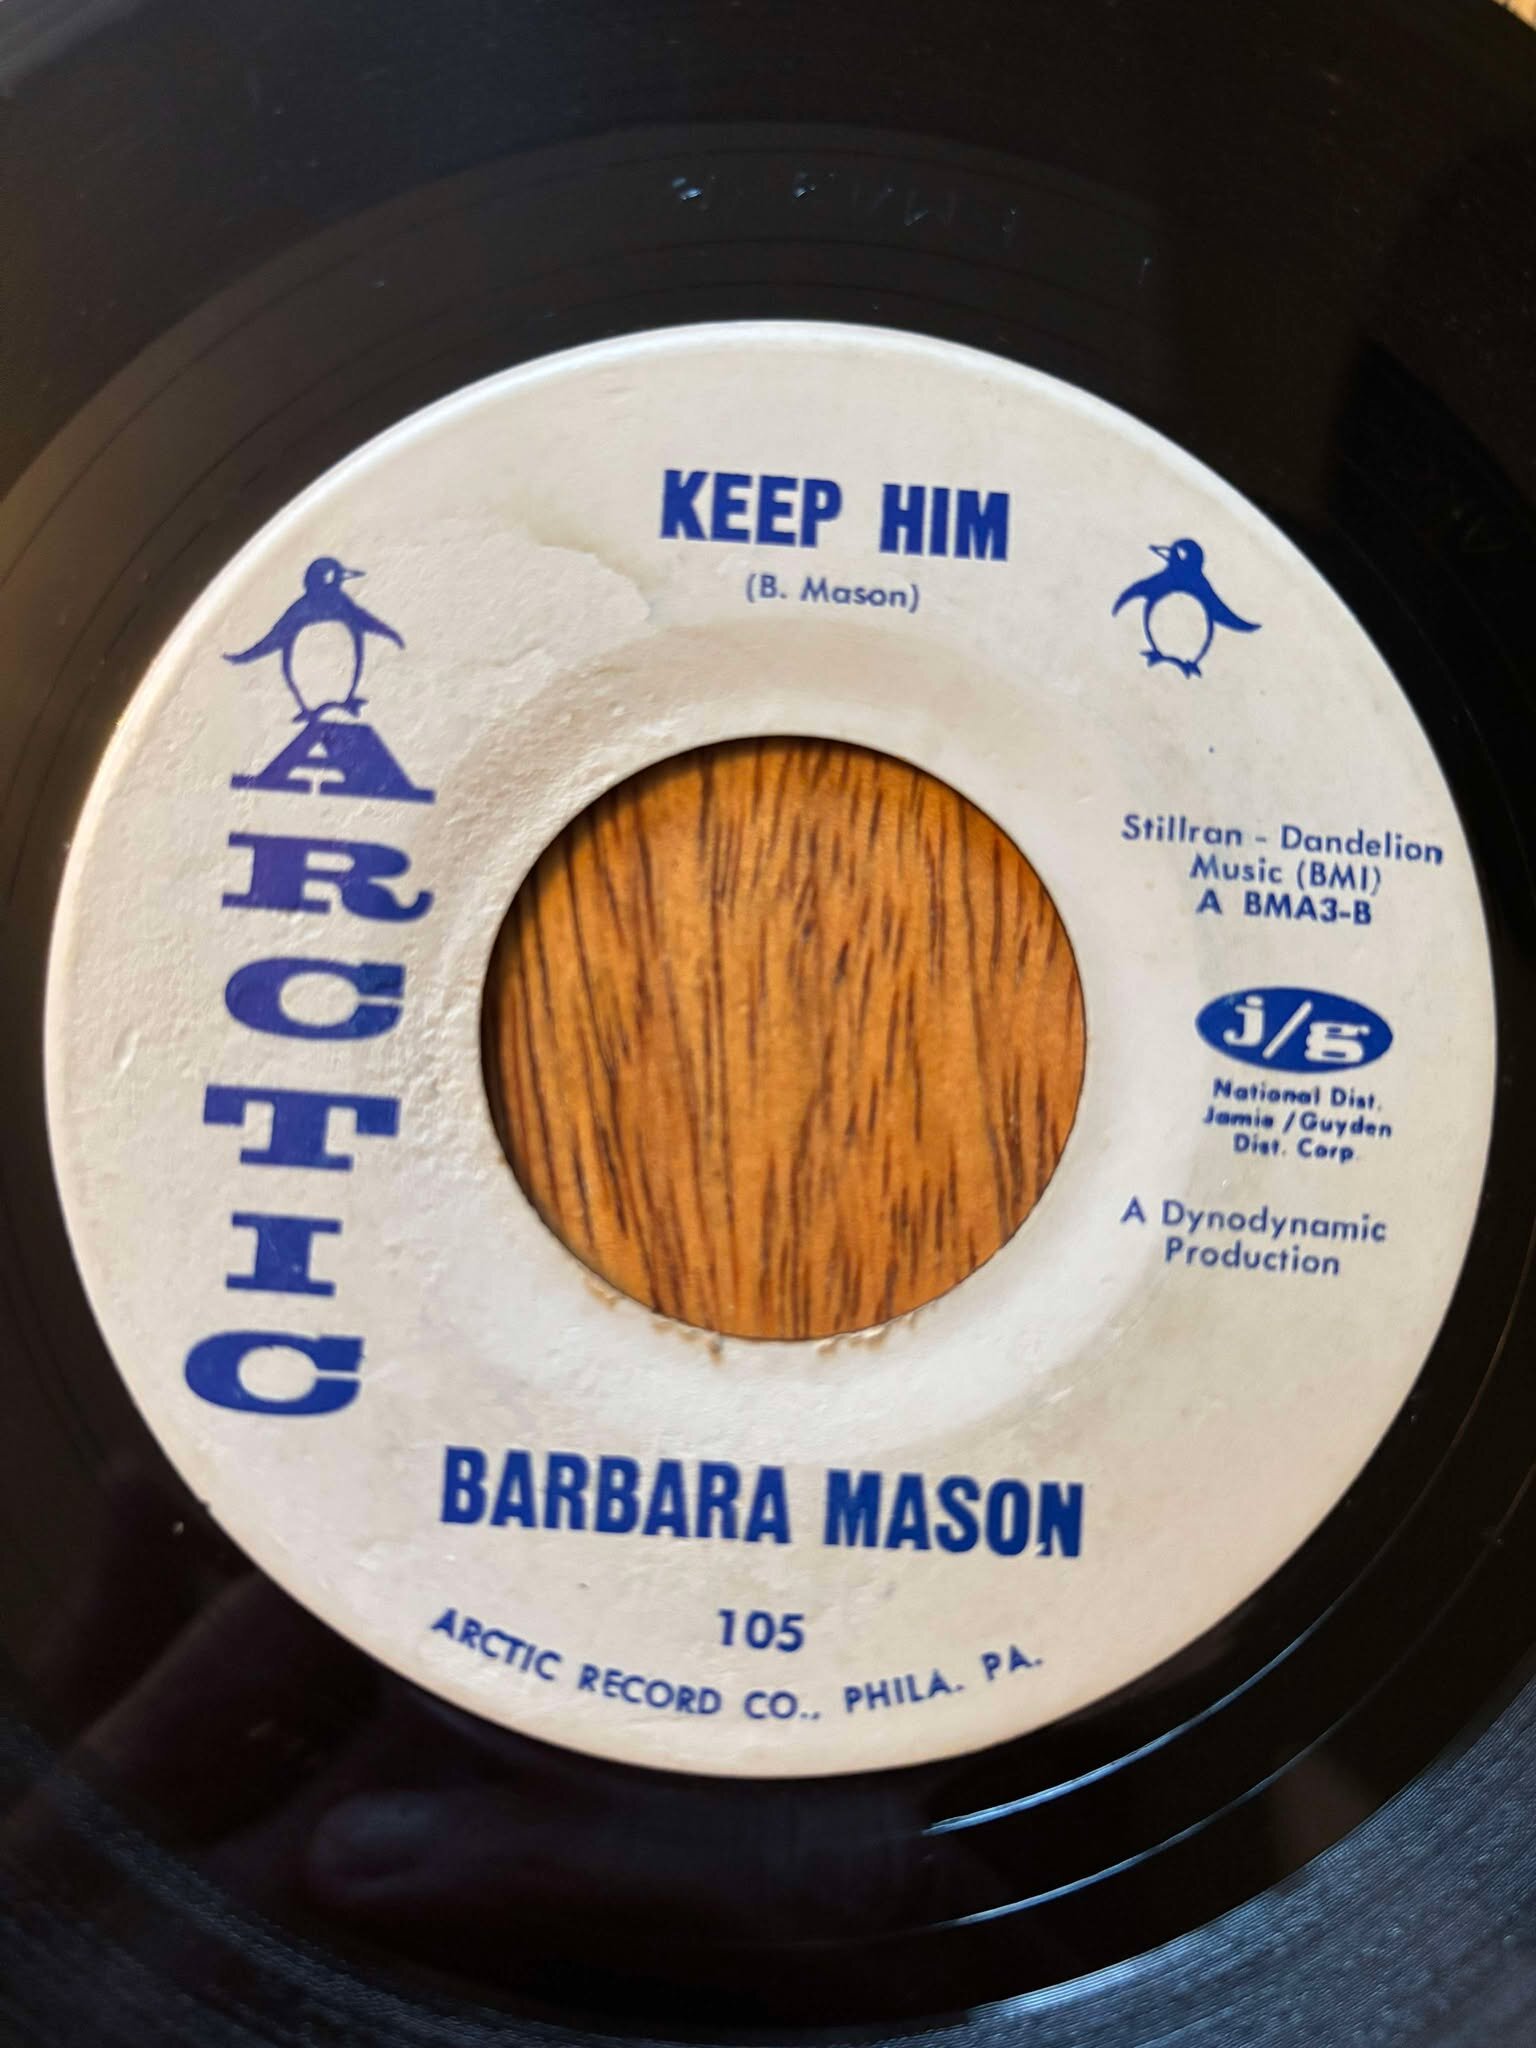 KEEP HIM
(B. Mason)
ARCTIC
Stillran - Dandelion
Music (BMI)
A BMA3-B
j/g
National Dist.
Jamie / Guyden
Dist. Corp.
A Dynodynamic
Production
BARBARA MASON
105
ARCTIC RECORD CO., PHILA. PA.